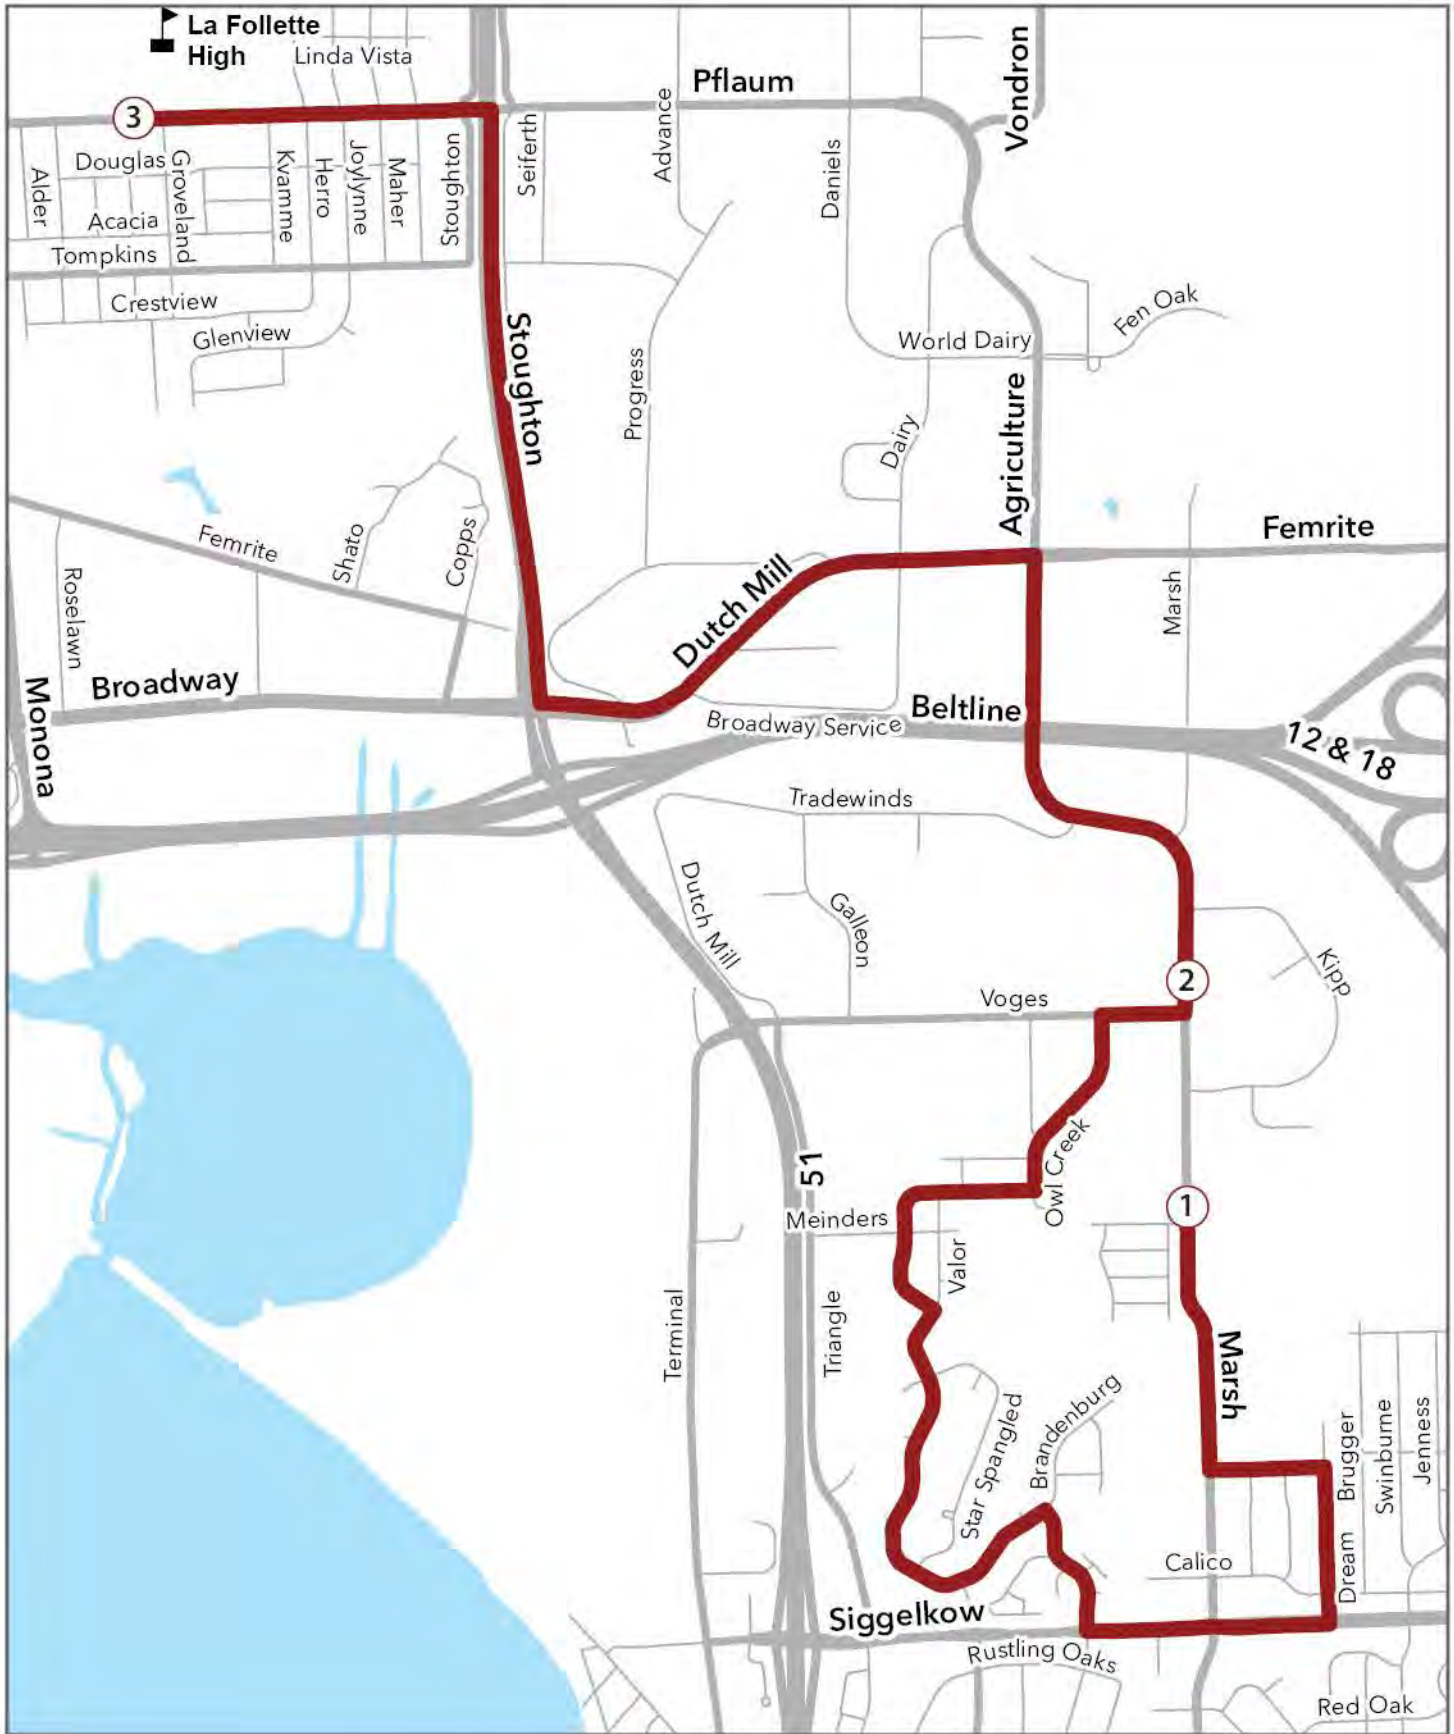 La Follette
High
Linda Vista
Pflaum
Vondron
3
Advance
Seiferth
Stoughton
Douglas
Groveland
Kvamme
Herro
Joylynne
Maher
Alder
Daniels
Acacia
Tompkins
Crestview
Glenview
Fen Oak
World Dairy
Stoughton
Progress
Agriculture
Dairy
Femrite
Femrite
Shato
Copps
Roselawn
Marsh
Dutch Mill
Broadway
Monona
Beltline
Broadway Service
12 & 18
Tradewinds
Dutch Mill
Galleon
Kipp
2
Voges
Owl Creek
51
1
Meinders
Valor
Terminal
Triangle
Marsh
Star Spangled
Brandenburg
Brugger
Swinburne
Jenness
Dream
Calico
Siggelkow
Rustling Oaks
Red Oak